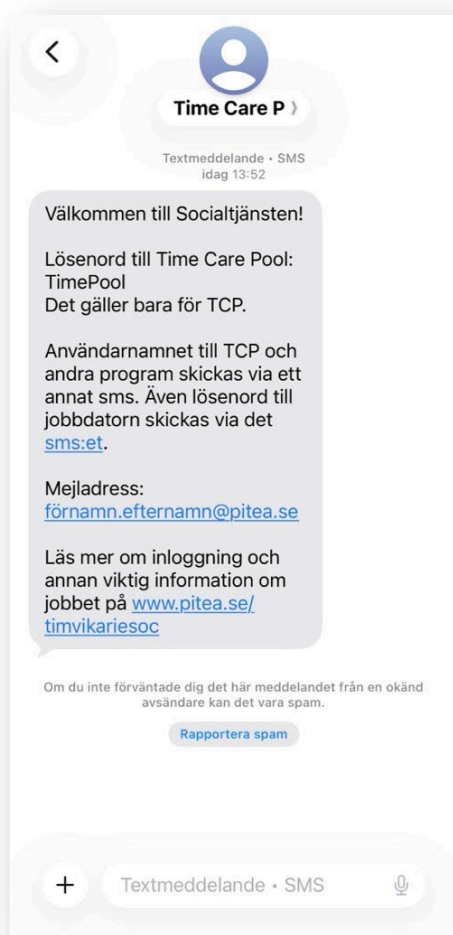 Time Care P
Textmeddelande • SMS
idag 13:52
Välkommen till Socialtjänsten!
Lösenord till Time Care Pool:
TimePool
Det gäller bara för TCP.
Användarnamnet till TCP och
andra program skickas via ett
annat sms. Även lösenord till
jobbdatorn skickas via det
sms:et.
Mejladress:
förnamn.efternamn@pitea.se
Läs mer om inloggning och
annan viktig information om
jobbet på www.pitea.se/
timvikariesoc
Om du inte förväntade dig det här meddelandet från en okänd
avsändare kan det vara spam.
Rapportera spam
Textmeddelande • SMS